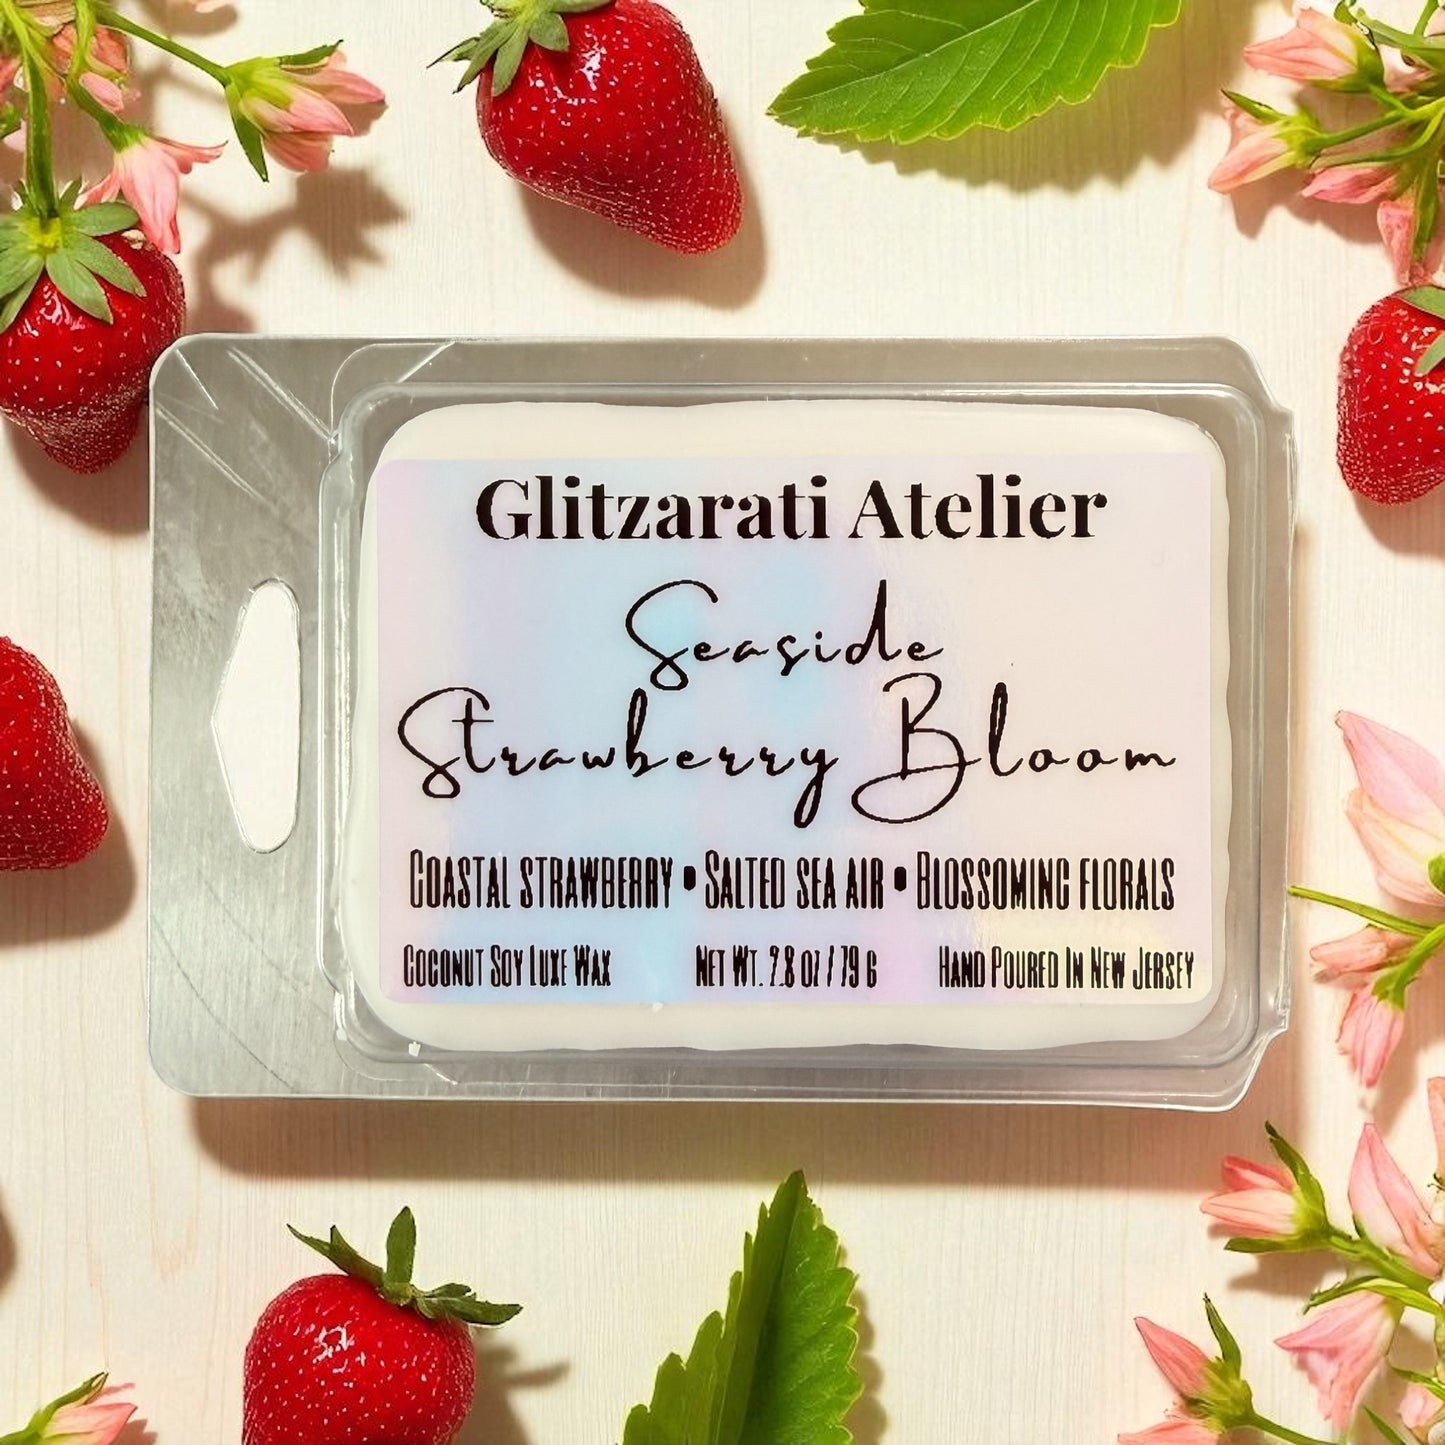 Glitzarati Atelier
Seaside
Strawberry Bloom
Coastal strawberry • Salted sea air • Blossoming florals
Coconut Soy Luxe Wax Net Wt. 2.8 oz / 79 g Hand Poured In New Jersey